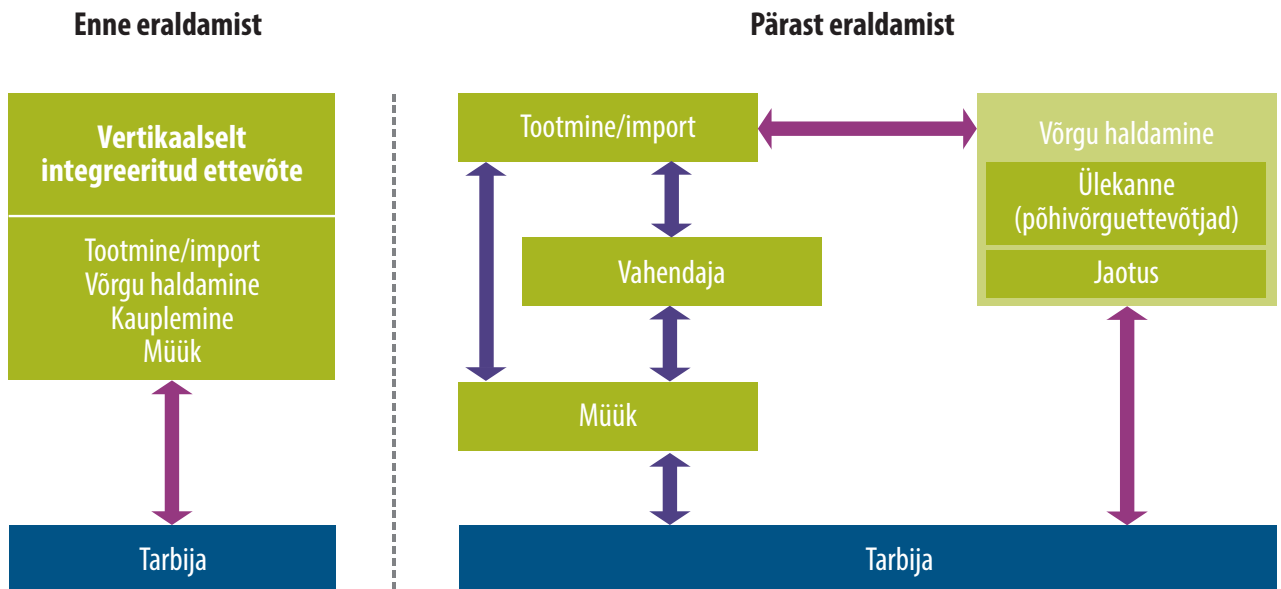 Enne eraldamist
Vertikaalselt
integreeritud ettevõte
Tootmine/import
Võrgu haldamine
Kauplemine
Müük
Tarbija
Pärast eraldamist
Tootmine/import
Võrgu haldamine
Ülekanne
(põhivõrguettevõtjad)
Jaotus
Vahendaja
Müük
Tarbija